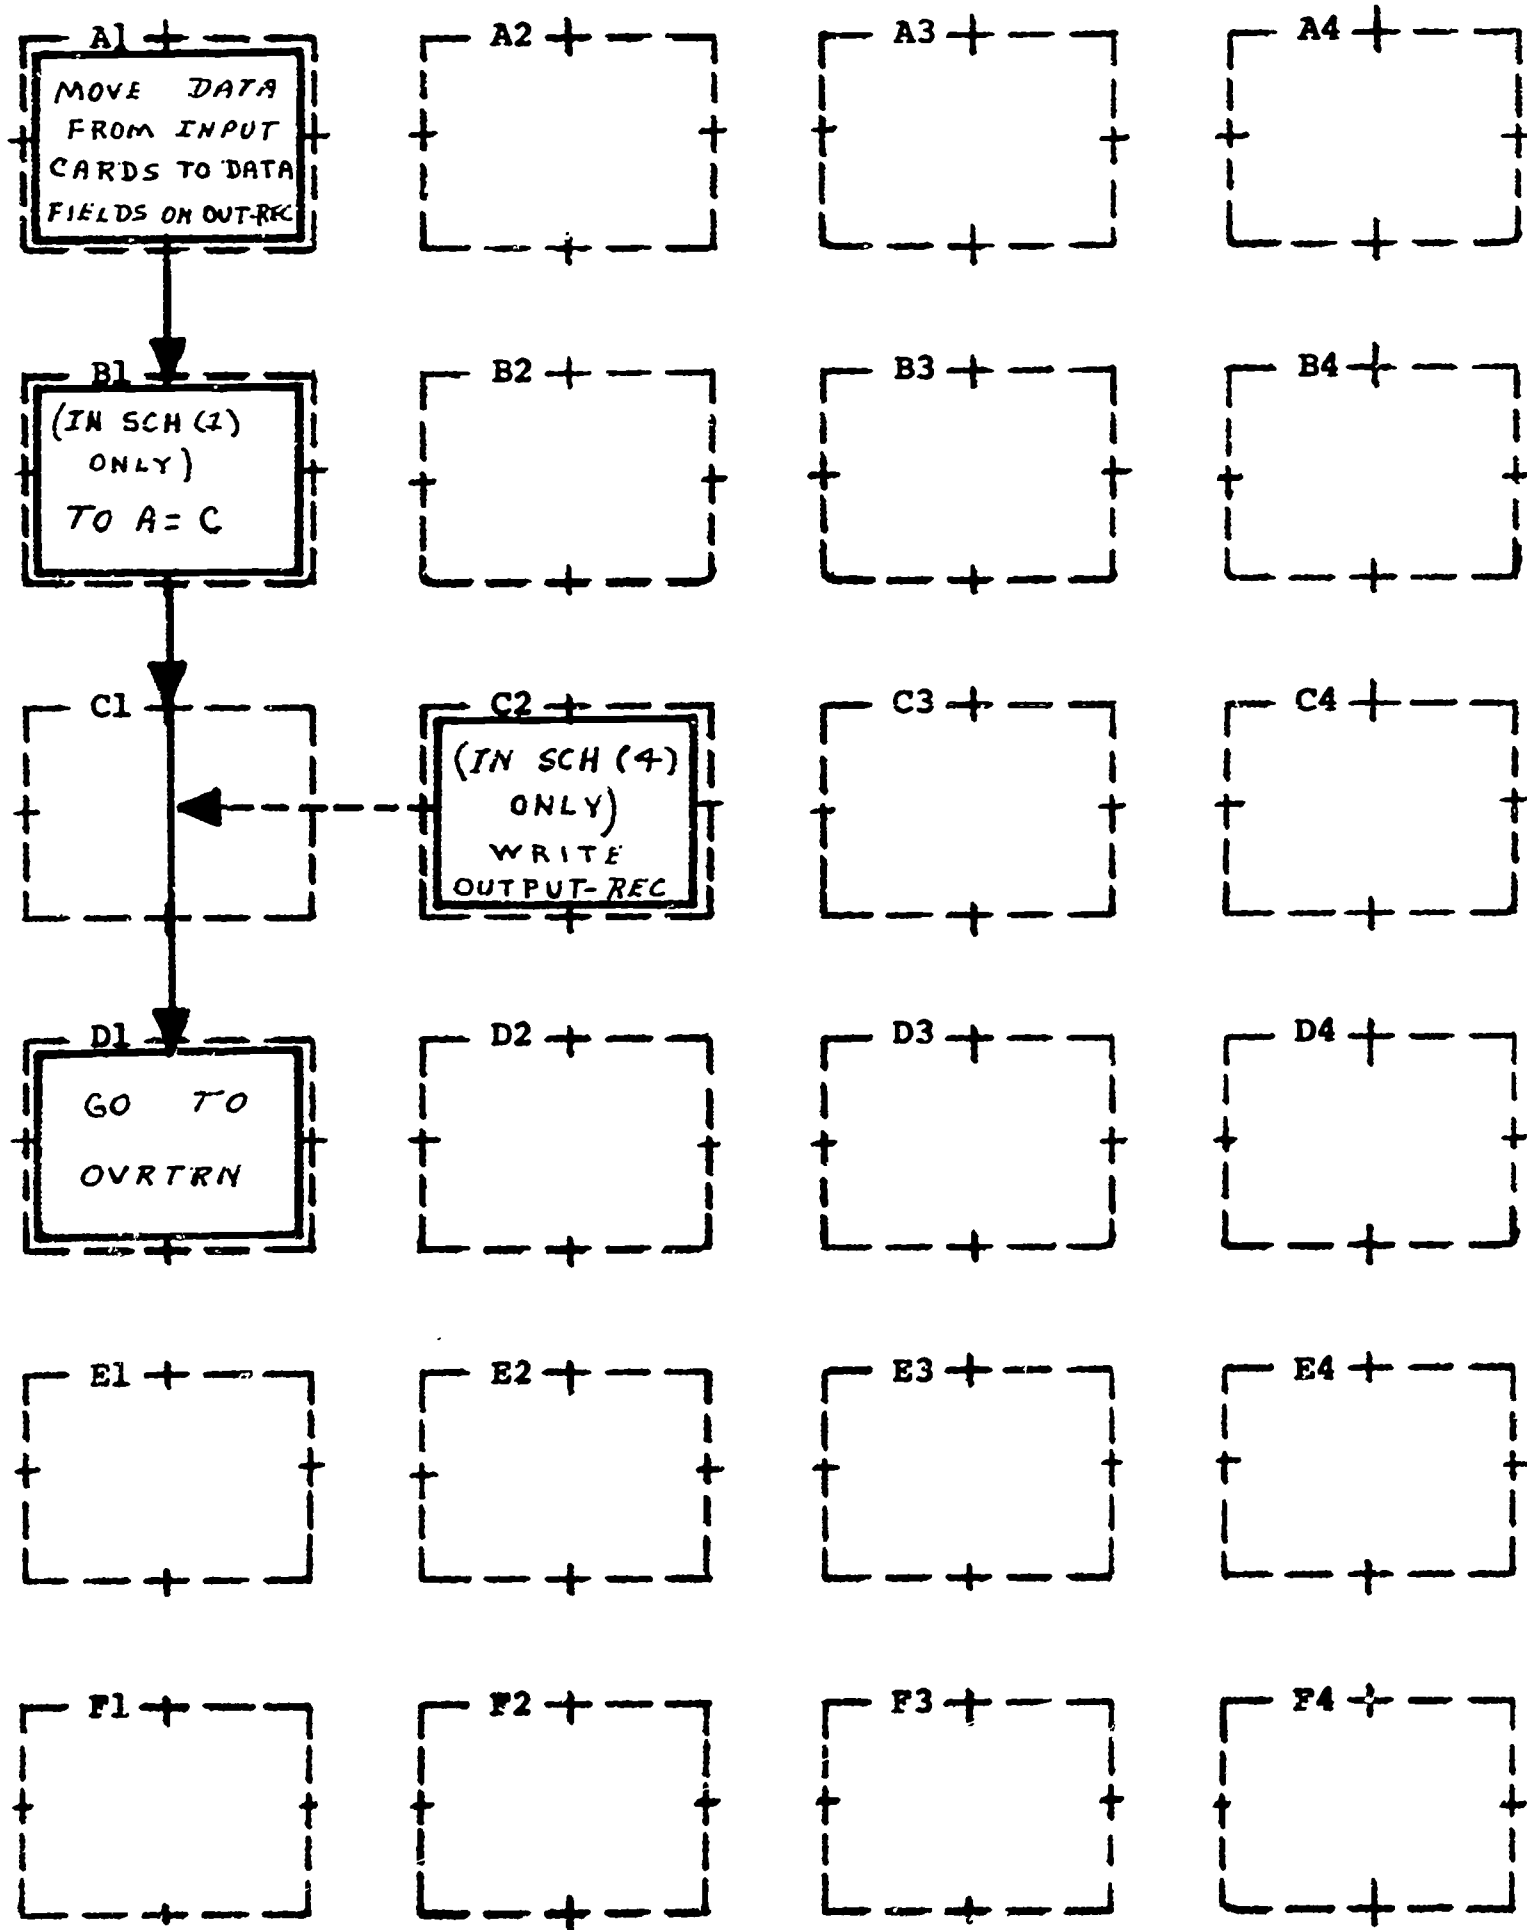 A1 A2 A3 A4
MOVE DATA
FROM INPUT
CARDS TO DATA
FIELDS ON OUT-REC
B1 B2 B3 B4
(IN SCH (1)
ONLY)
TO A = C
C1 C2 C3 C4
(IN SCH (4)
ONLY)
WRITE
OUTPUT-REC
D1 D2 D3 D4
GO TO
OVRTRN
E1 E2 E3 E4
F1 F2 F3 F4